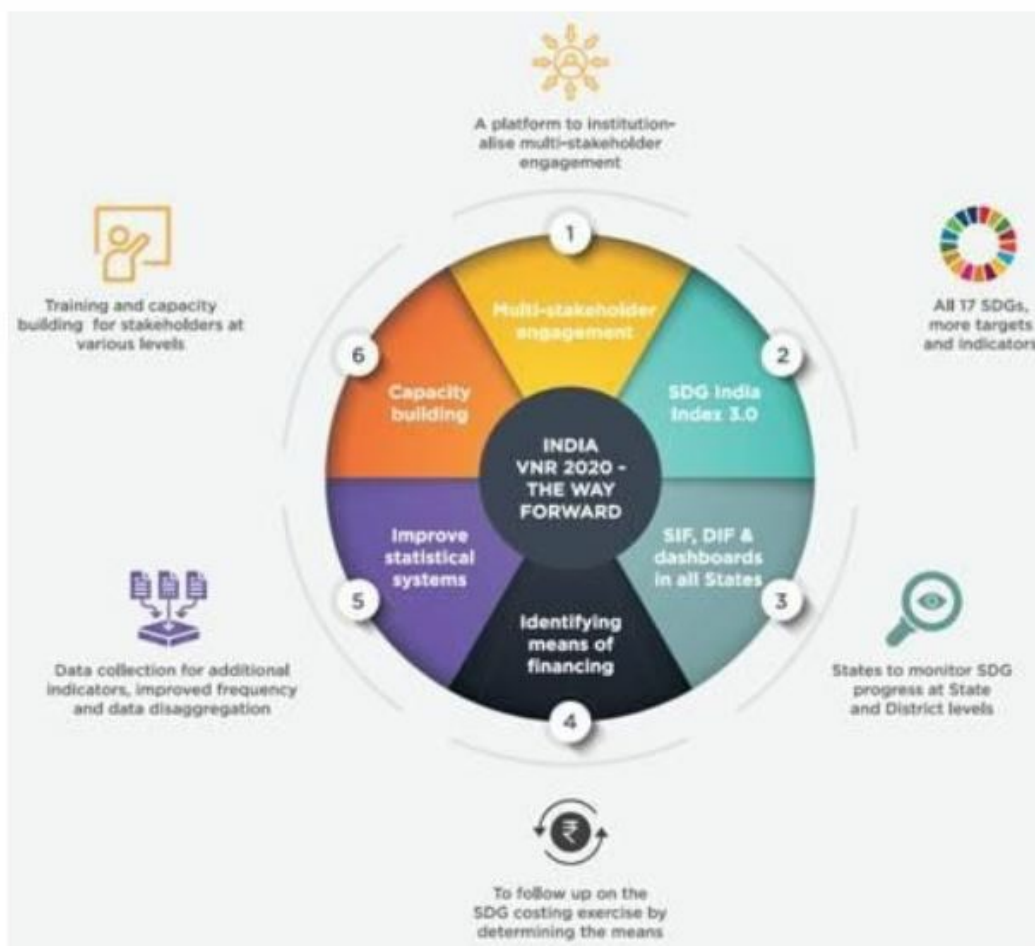 A platform to institution-
alise multi-stakeholder
engagement
1
Multi-stakeholder
engagement
All 17 SDGs,
more targets
and indicators
2
SDG India
Index 3.0
States to monitor SDG
progress at State
and District levels
3
SIF, DIF &
dashboards
in all States
4
Identifying
means of
financing
To follow up on the
SDG costing exercise by
determining the means
5
Improve
statistical
systems
Data collection for additional
indicators, improved frequency
and data disaggregation
6
Capacity
building
Training and capacity
building for stakeholders at
various levels
INDIA
VNR 2020 -
THE WAY
FORWARD
₹